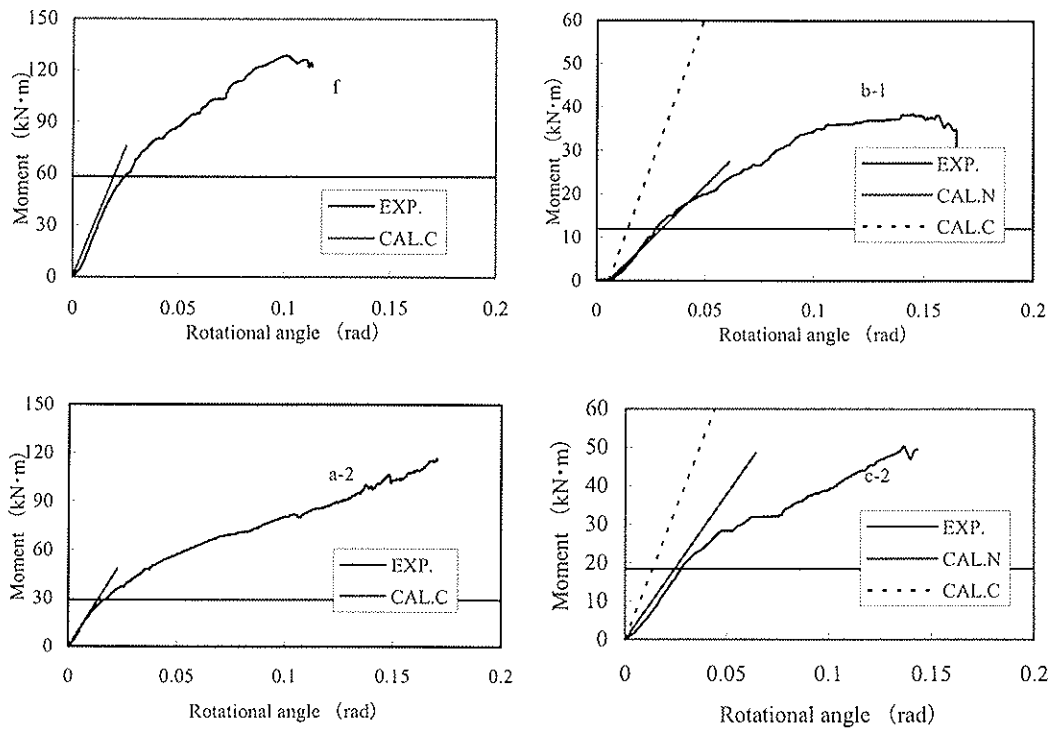 150
120
90
60
30
0
Moment (kN・m)
f
EXP.
CAL.C
0 0.05 0.1 0.15 0.2
Rotational angle (rad)
60
50
40
30
20
10
0
Moment (kN・m)
b-1
EXP.
CAL.N
CAL.C
0 0.05 0.1 0.15 0.2
Rotational angle (rad)
150
120
90
60
30
0
Moment (kN・m)
a-2
EXP.
CAL.C
0 0.05 0.1 0.15 0.2
Rotational angle (rad)
60
50
40
30
20
10
0
Moment (kN・m)
c-2
EXP.
CAL.N
CAL.C
0 0.05 0.1 0.15 0.2
Rotational angle (rad)